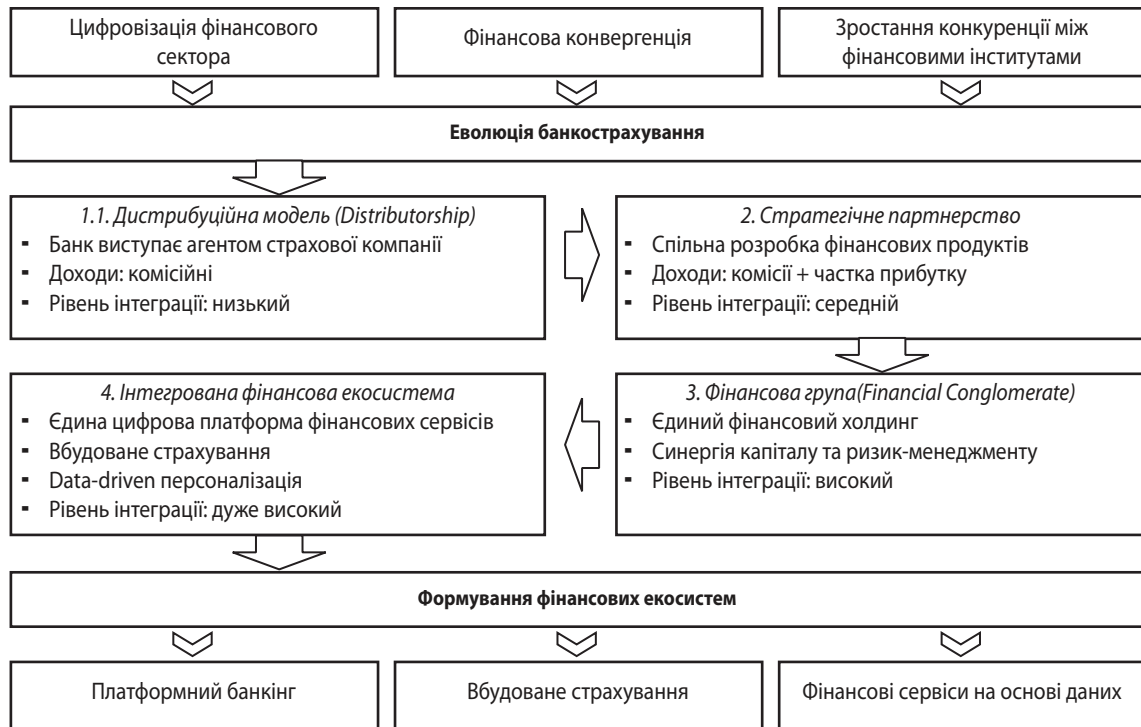 Цифровізація фінансового
сектора
Фінансова конвергенція
Зростання конкуренції між
фінансовими інститутами
Еволюція банкострахування
1.1. Дистрибуційна модель (Distributorship)
- Банк виступає агентом страхової компанії
- Доходи: комісійні
- Рівень інтеграції: низький
2. Стратегічне партнерство
- Спільна розробка фінансових продуктів
- Доходи: комісії + частка прибутку
- Рівень інтеграції: середній
4. Інтегрована фінансова екосистема
- Єдина цифрова платформа фінансових сервісів
- Вбудоване страхування
- Data-driven персоналізація
- Рівень інтеграції: дуже високий
3. Фінансова група(Financial Conglomerate)
- Єдиний фінансовий холдинг
- Синергія капіталу та ризик-менеджменту
- Рівень інтеграції: високий
Формування фінансових екосистем
Платформний банкінг
Вбудоване страхування
Фінансові сервіси на основі даних